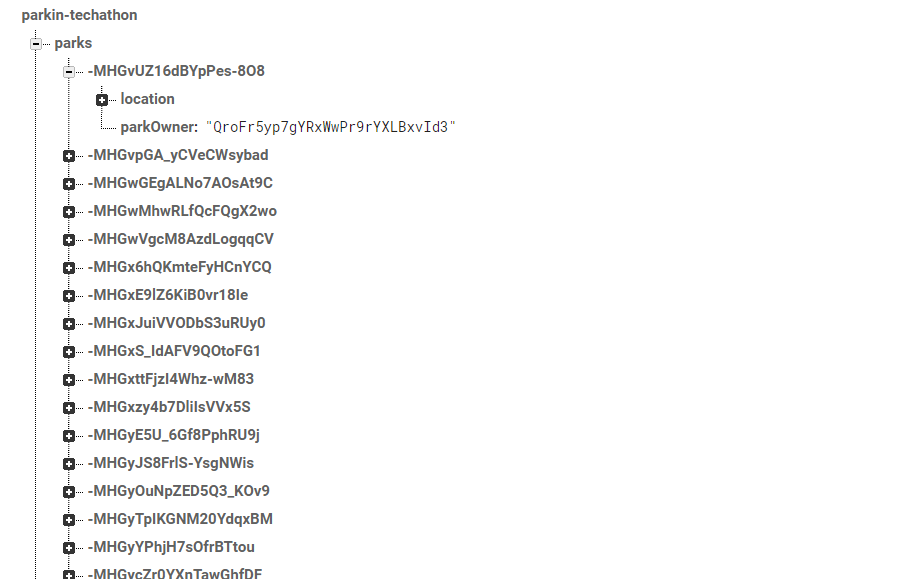 parkin-techathon
parks
-MHGvUZ16dBYpPes-8O8
location
parkOwner: "QroFr5yp7gYRxWwPr9rYXLBxvId3"
-MHGvpGA_yCVeCWsybad
-MHGwGEgALNo7AOsAt9C
-MHGwMhwRLfQcFQgX2wo
-MHGwVgcM8AzdLogqqCV
-MHGx6hQKmteFyHCnYCQ
-MHGxE9lZ6KiB0vr18Ie
-MHGxJuiVVODbS3uRUy0
-MHGxS_ldAFV9QOtoFG1
-MHGxttFjzI4Whz-wM83
-MHGxzy4b7DliIsVVx5S
-MHGyE5U_6Gf8PphRU9j
-MHGyJS8FrlS-YsgNWis
-MHGyOuNpZED5Q3_KOv9
-MHGyTpIKGNM20YdqxBM
-MHGyYPhjH7sOfrBTtou
-MHGycZr0YXnTawGhfDF